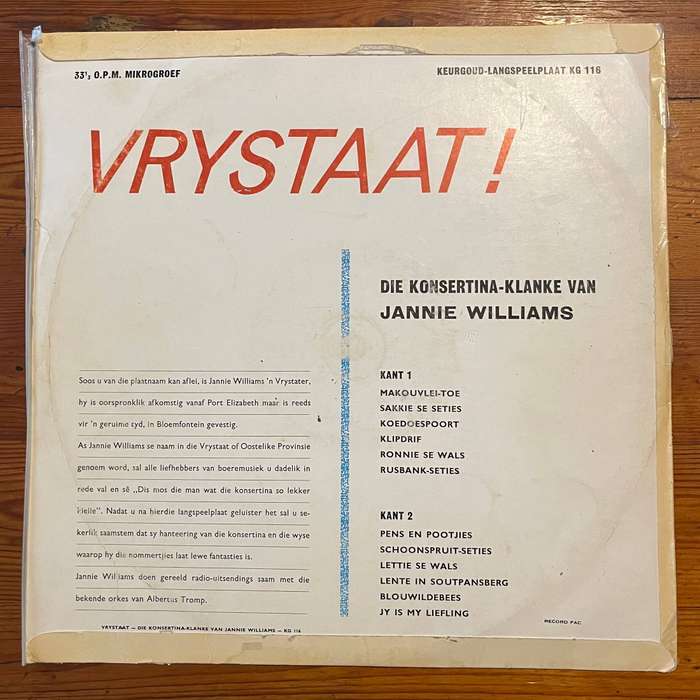 33⅓ O.P.M. MIKROGROEF
KEURGOUD-LANGSPEELPLAAT KG 116
VRYSTAAT!
DIE KONSERTINA-KLANKE VAN
JANNIE WILLIAMS
Soos u van die plaatnaam kan aflei, is Jannie Williams 'n Vrystater,
hy is oorspronklik afkomstig vanaf Port Elizabeth maar is reeds
vir 'n geruime tyd, in Bloemfontein gevestig.
As Jannie Williams se naam in die Vrystaat of Oostelike Provinsie
genoem word, sal alle liefhebbers van boeremusiek u dadelik in
rede val en sê „Dis mos die man wat die konsertina so lekker
kielie". Nadat u na hierdie langspeelplaat geluister het sal u se-
kerlik saamstem dat sy hantering van die konsertina en die wyse
waarop hy die nommertjies laat lewe fantasties is.
Jannie Williams doen gereeld radio-uitsendings saam met die
bekende orkes van Albertus Tromp.
KANT 1
MAKOUVLEI-TOE
SAKKIE SE SETIES
KOEDOESPOORT
KLIPDRIF
RONNIE SE WALS
RUSBANK-SETIES
KANT 2
PENS EN POOTJIES
SCHOONSPRUIT-SETIES
LETTIE SE WALS
LENTE IN SOUTPANSBERG
BLOUWILDEBEES
JY IS MY LIEFLING
RECORD PAC
VRYSTAAT — DIE KONSERTINA-KLANKE VAN JANNIE WILLIAMS — KG 116